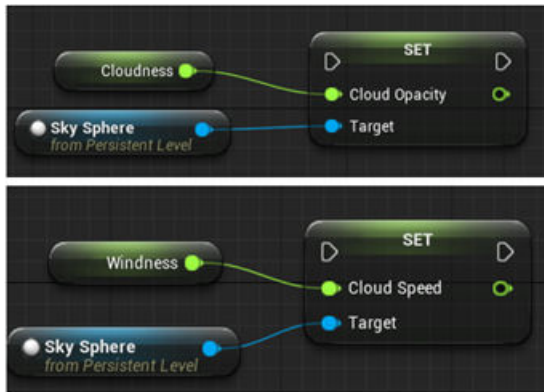 SET
Cloudness
Cloud Opacity
Sky Sphere
from Persistent Level
Target
SET
Windness
Cloud Speed
Sky Sphere
from Persistent Level
Target